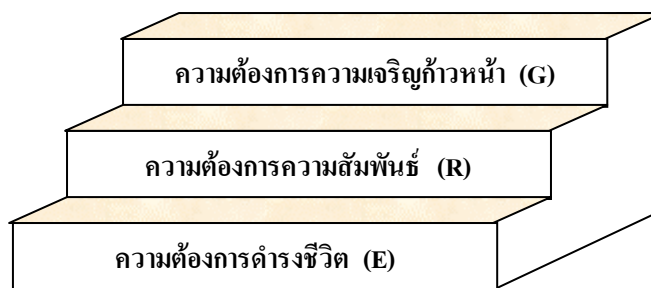 ความต้องการความเจริญก้าวหน้า (G)
ความต้องการความสัมพันธ์ (R)
ความต้องการดำรงชีวิต (E)